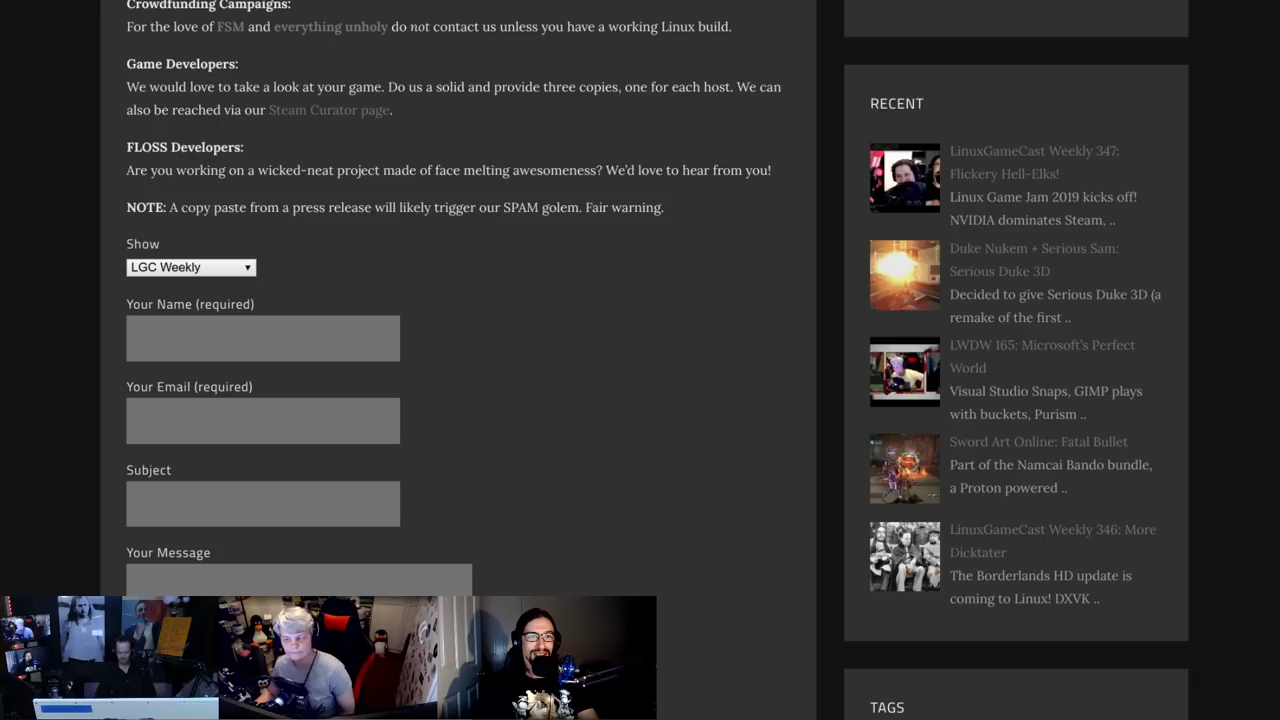 Crowdfunding Campaigns:
For the love of FSM and everything unholy do not contact us unless you have a working Linux build.
Game Developers:
We would love to take a look at your game. Do us a solid and provide three copies, one for each host. We can
also be reached via our Steam Curator page.
FLOSS Developers:
Are you working on a wicked-neat project made of face melting awesomeness? We'd love to hear from you!
NOTE: A copy paste from a press release will likely trigger our SPAM golem. Fair warning.
Show
LGC Weekly
Your Name (required)
Your Email (required)
Subject
Your Message
RECENT
LinuxGameCast Weekly 347:
Flickery Hell-Elks!
Linux Game Jam 2019 kicks off!
NVIDIA dominates Steam, ..
Duke Nukem + Serious Sam:
Serious Duke 3D
Decided to give Serious Duke 3D (a
remake of the first ..
LWDW 165: Microsoft's Perfect
World
Visual Studio Snaps, GIMP plays
with buckets, Purism ..
Sword Art Online: Fatal Bullet
Part of the Namcai Bando bundle,
a Proton powered ..
LinuxGameCast Weekly 346: More
Dicktater
The Borderlands HD update is
coming to Linux! DXVK ..
TAGS